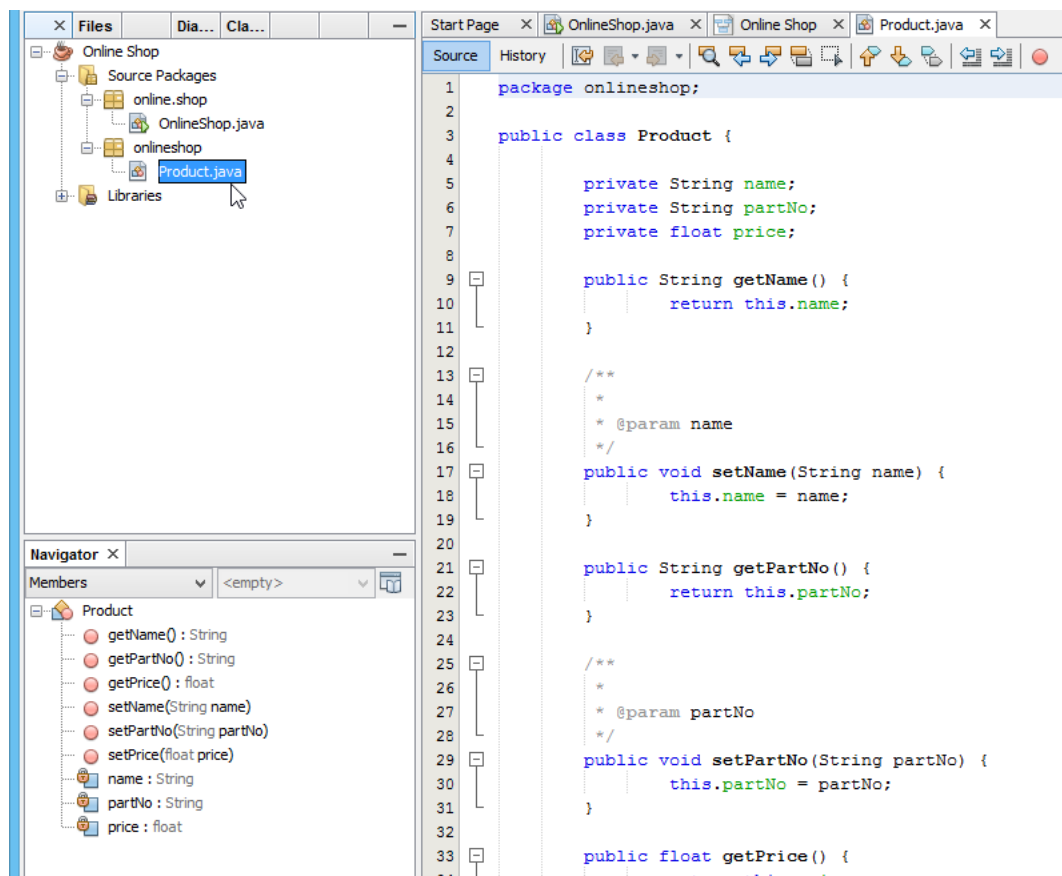 Files Dia... Cla...
Online Shop
Source Packages
online.shop
OnlineShop.java
onlineshop
Product.java
Libraries
Navigator
Members <empty>
Product
getName() : String
getPartNo() : String
getPrice() : float
setName(String name)
setPartNo(String partNo)
setPrice(float price)
name : String
partNo : String
price : float
Start Page OnlineShop.java Online Shop Product.java
Source History
1 package onlineshop;
2
3 public class Product {
4
5 private String name;
6 private String partNo;
7 private float price;
8
9 public String getName() {
10 return this.name;
11 }
12
13 /**
14 *
15 * @param name
16 */
17 public void setName(String name) {
18 this.name = name;
19 }
20
21 public String getPartNo() {
22 return this.partNo;
23 }
24
25 /**
26 *
27 * @param partNo
28 */
29 public void setPartNo(String partNo) {
30 this.partNo = partNo;
31 }
32
33 public float getPrice() {